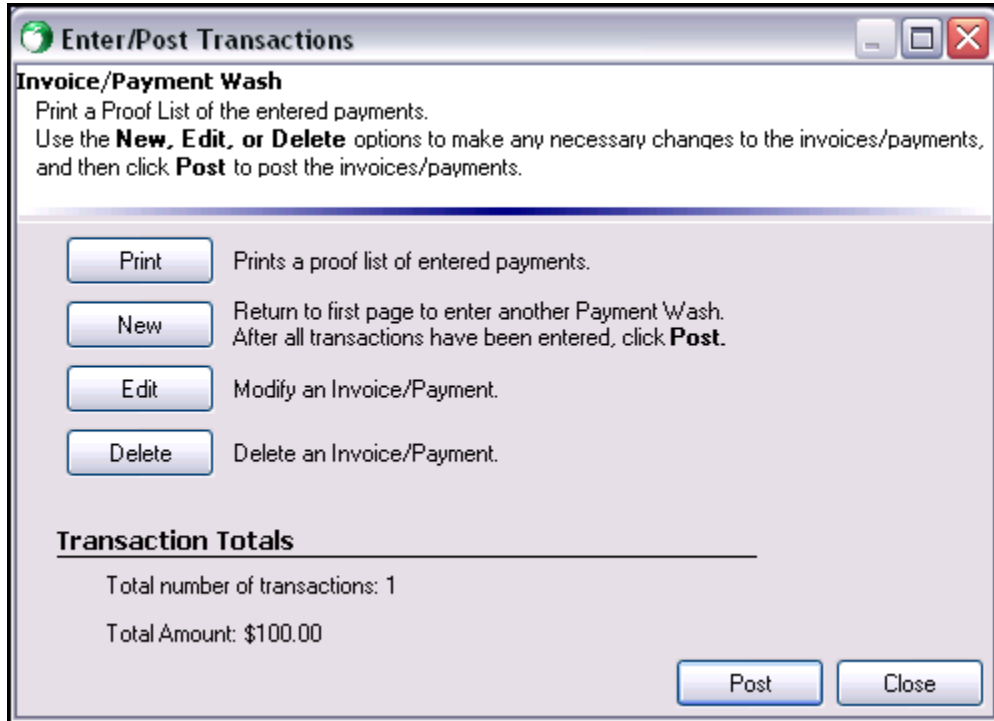 Enter/Post Transactions
Invoice/Payment Wash
Print a Proof List of the entered payments.
Use the New, Edit, or Delete options to make any necessary changes to the invoices/payments,
and then click Post to post the invoices/payments.
Print Prints a proof list of entered payments.
New Return to first page to enter another Payment Wash.
After all transactions have been entered, click Post.
Edit Modify an Invoice/Payment.
Delete Delete an Invoice/Payment.
Transaction Totals
Total number of transactions: 1
Total Amount: $100.00
Post Close